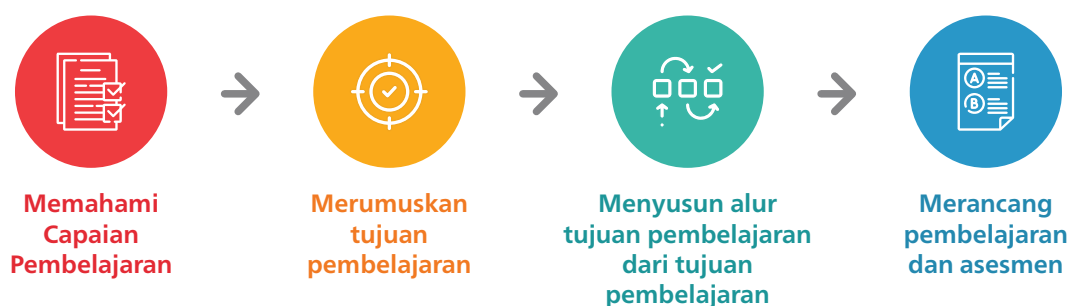 Memahami
Capaian
Pembelajaran
Merumuskan
tujuan
pembelajaran
Menyusun alur
tujuan pembelajaran
dari tujuan
pembelajaran
A
B
Merancang
pembelajaran
dan asesmen